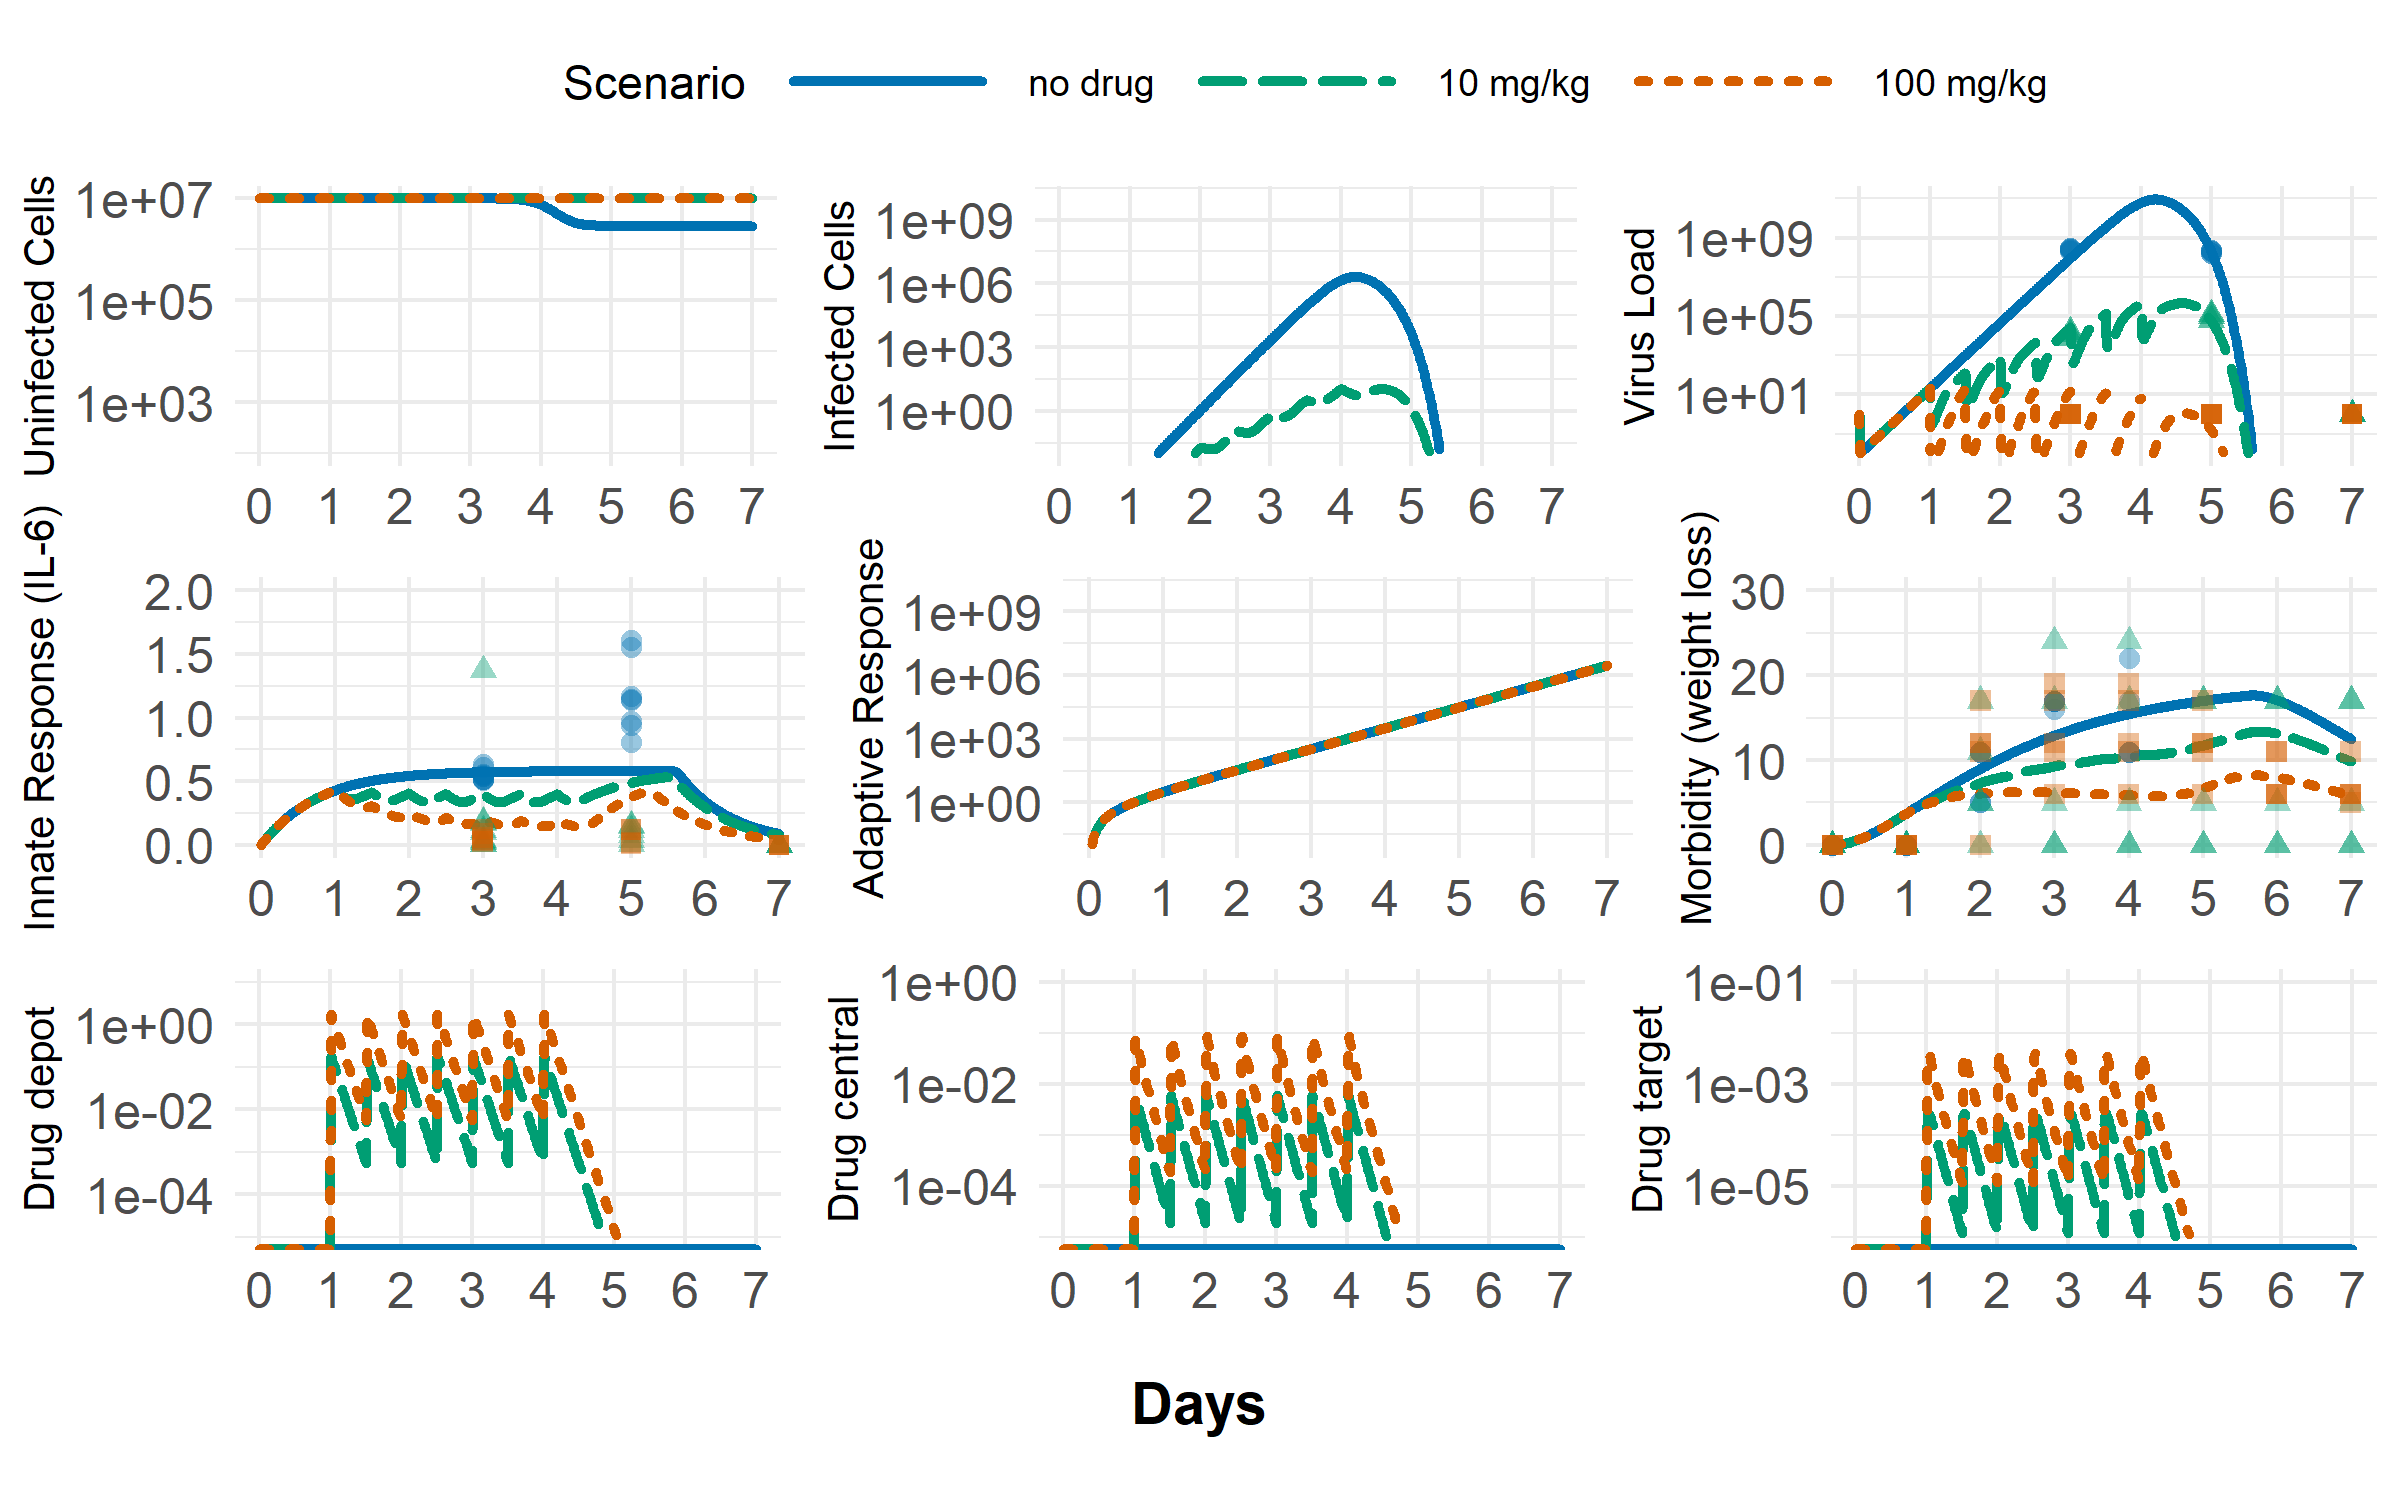 Scenario no drug 10 mg/kg 100 mg/kg
Uninfected Cells
1e+07
1e+05
1e+03
0 1 2 3 4 5 6 7
Infected Cells
1e+09
1e+06
1e+03
1e+00
0 1 2 3 4 5 6 7
Virus Load
1e+09
1e+05
1e+01
0 1 2 3 4 5 6 7
Innate Response (IL-6)
2.0
1.5
1.0
0.5
0.0
0 1 2 3 4 5 6 7
Adaptive Response
1e+09
1e+06
1e+03
1e+00
0 1 2 3 4 5 6 7
Morbidity (weight loss)
30
20
10
0
0 1 2 3 4 5 6 7
Drug depot
1e+00
1e-02
1e-04
0 1 2 3 4 5 6 7
Drug central
1e+00
1e-02
1e-04
0 1 2 3 4 5 6 7
Drug target
1e-01
1e-03
1e-05
0 1 2 3 4 5 6 7
Days